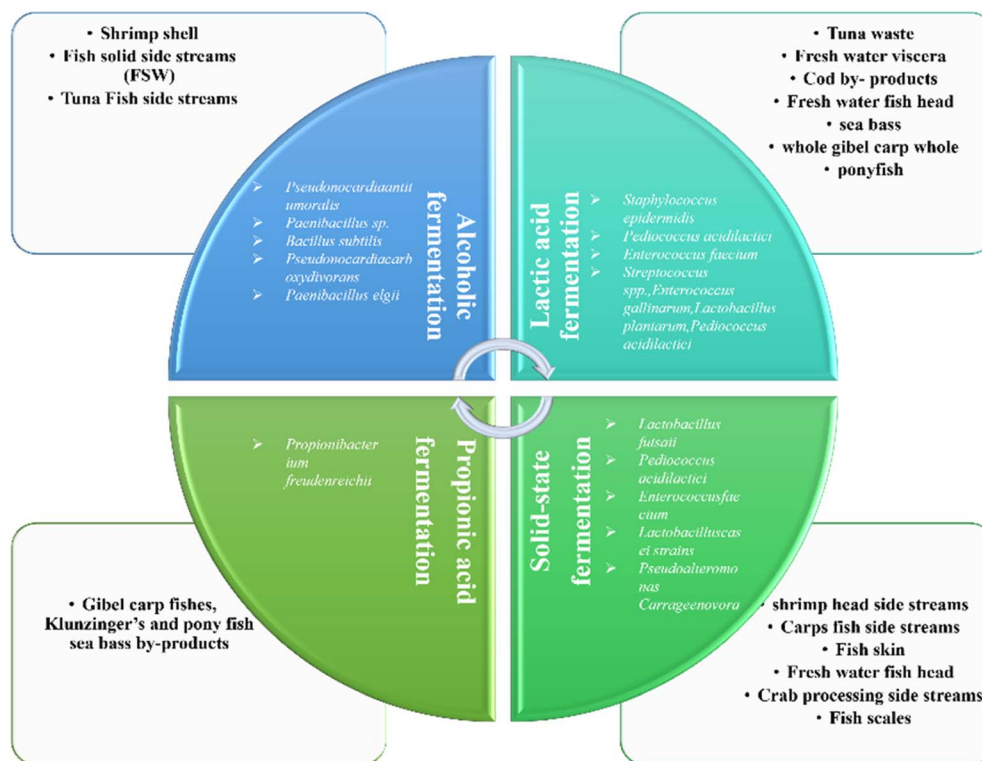 • Shrimp shell
• Fish solid side streams
(FSW)
• Tuna Fish side streams
• Tuna waste
• Fresh water viscera
• Cod by- products
• Fresh water fish head
• sea bass
• whole gibel carp whole
• ponyfish
➢ Pseudonocardiaantit
umoralis
➢ Paenibacillus sp.
➢ Bacillus subtilis
➢ Pseudonocardiacarb
oxydivorans
➢ Paenibacillus elgii
Alcoholic
fermentation
Lactic acid
fermentation
➢ Staphylococcus
epidermidis
➢ Pediococcus acidilactici
➢ Enterococcus faecium
➢ Streptococcus
spp.,Enterococcus
gallinarum,Lactobacillus
plantarum,Pediococcus
acidilactici
➢ Propionibacter
ium
freudenreichii
Propionic acid
fermentation
Solid-state
fermentation
➢ Lactobacillus
futsaii
➢ Pediococcus
acidilactici
➢ Enterococcusfae
cium
➢ Lactobacilluscas
ei strains
➢ Pseudoalteromo
nas
Carrageenovora
• Gibel carp fishes,
Klunzinger’s and pony fish
sea bass by-products
• shrimp head side streams
• Carps fish side streams
• Fish skin
• Fresh water fish head
• Crab processing side streams
• Fish scales